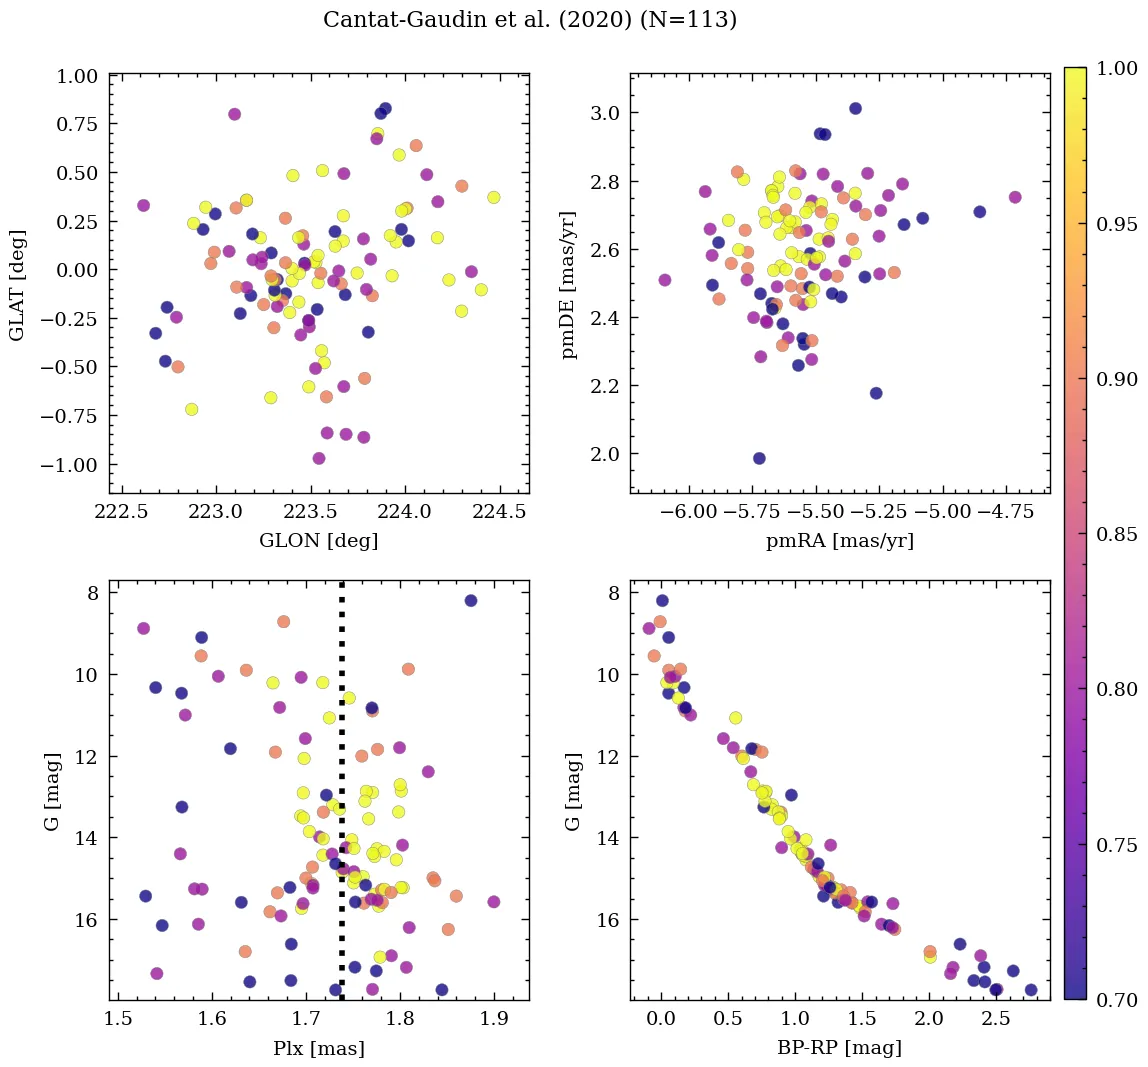 Cantat-Gaudin et al. (2020) (N=113)
1.00
0.75
0.50
0.25
0.00
−0.25
−0.50
−0.75
−1.00
GLAT [deg]
222.5 223.0 223.5 224.0 224.5
GLON [deg]
3.0
2.8
2.6
2.4
2.2
2.0
pmDE [mas/yr]
−6.00 −5.75 −5.50 −5.25 −5.00 −4.75
pmRA [mas/yr]
8
10
12
14
16
G [mag]
1.5 1.6 1.7 1.8 1.9
Plx [mas]
8
10
12
14
16
G [mag]
0.0 0.5 1.0 1.5 2.0 2.5
BP-RP [mag]
1.00
0.95
0.90
0.85
0.80
0.75
0.70